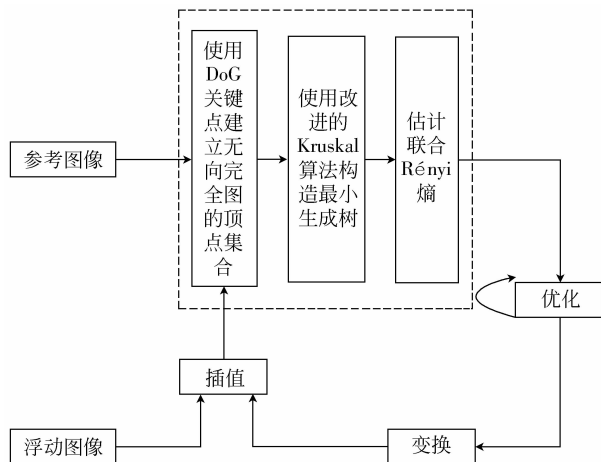 参考图像
使用
DoG
关键
点建
立无
向完
全图
的顶
点集
合
使用改
进的
Kruskal
算法构
造最小
生成树
估计
联合
Rényi
熵
优化
插值
浮动图像
变换